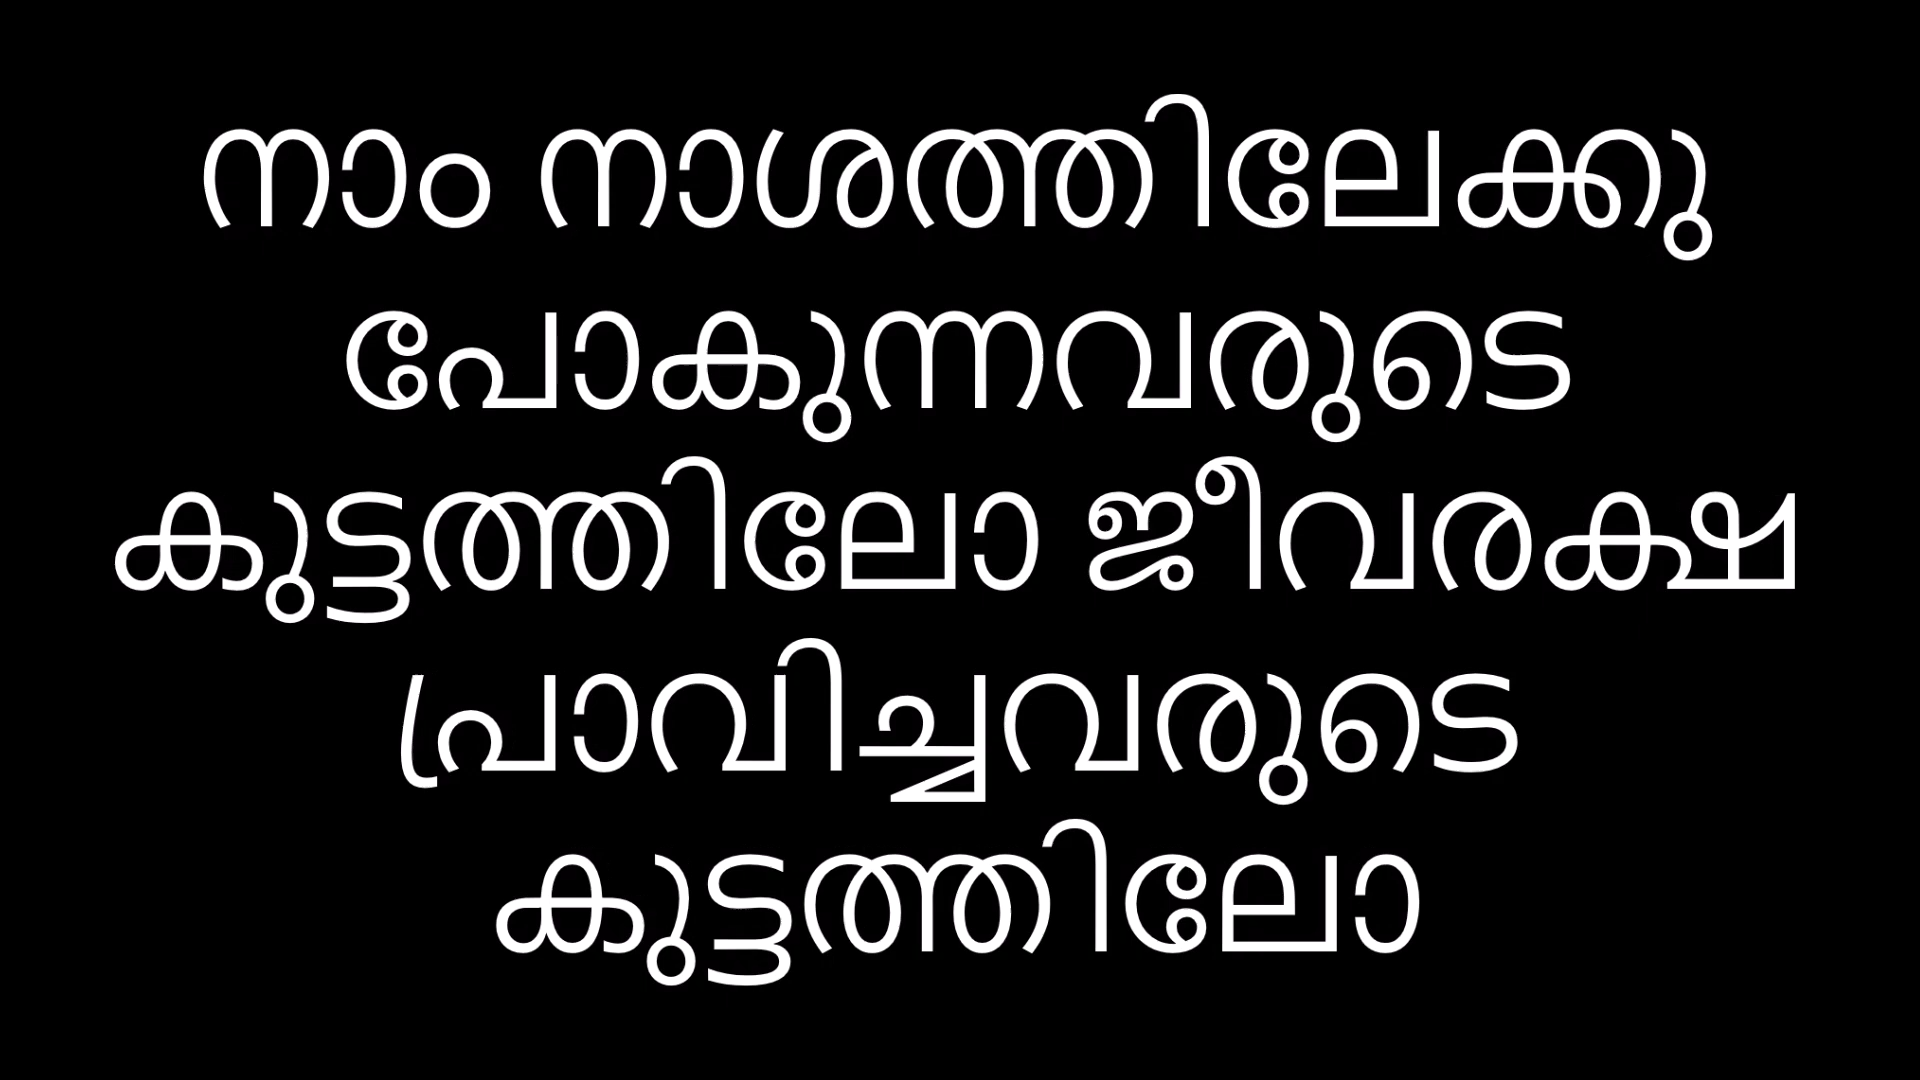 നാം നാശത്തിലേക്കു
പോകുന്നവരുടെ
കുട്ടത്തിലോ ജീവരക്ഷ
പ്രാവിച്ചവരുടെ
കുട്ടത്തിലോ